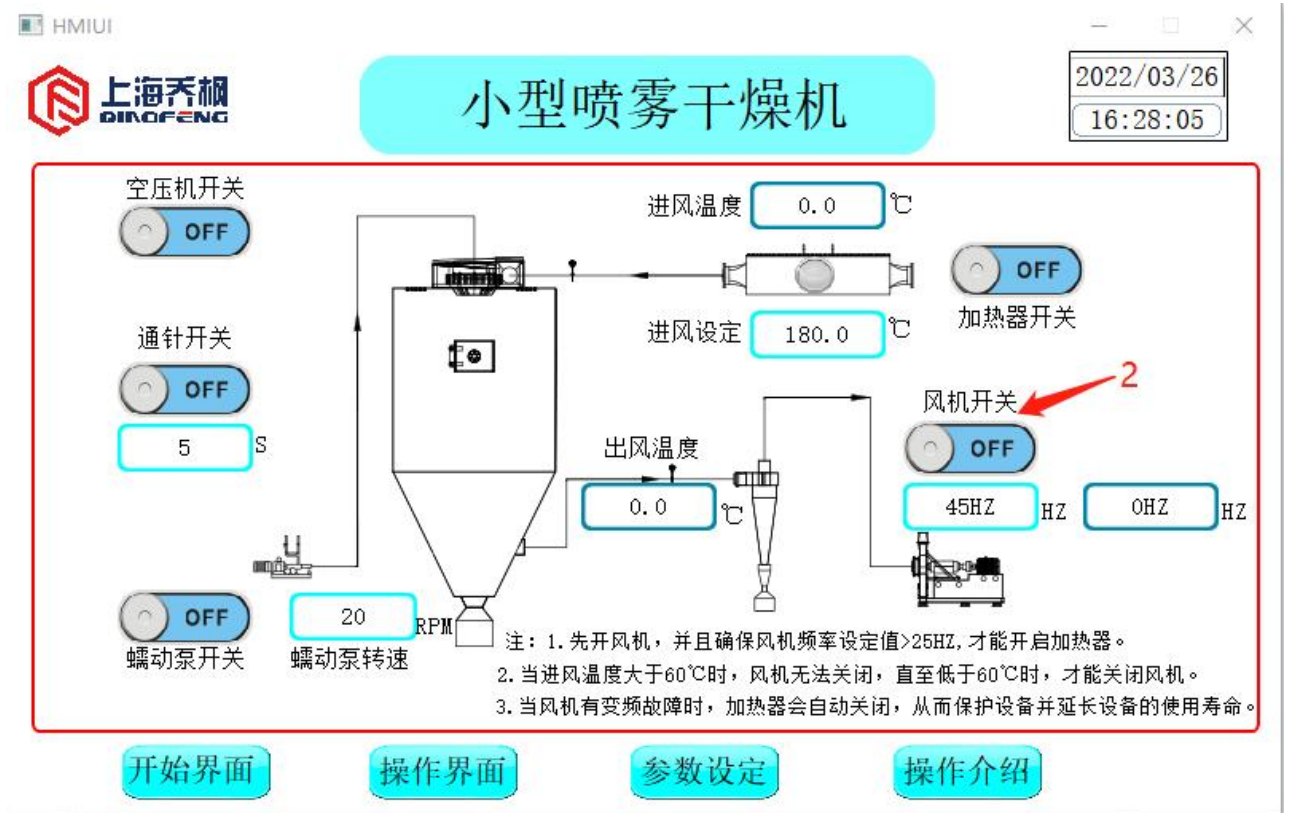 HMIUI
上海乔枫
QIAOFENG
小型喷雾干燥机
2022/03/26
16:28:05
空压机开关
OFF
进风温度 0.0 ℃
OFF
加热器开关
进风设定 180.0 ℃
通针开关
OFF
5 S
2
风机开关
OFF
45HZ HZ 0HZ HZ
出风温度
0.0 ℃
OFF
蠕动泵开关
20 RPM
蠕动泵转速
注：1.先开风机，并且确保风机频率设定值>25HZ,才能开启加热器。
2.当进风温度大于60℃时，风机无法关闭，直至低于60℃时，才能关闭风机。
3.当风机有变频故障时，加热器会自动关闭，从而保护设备并延长设备的使用寿命。
开始界面 操作界面 参数设定 操作介绍